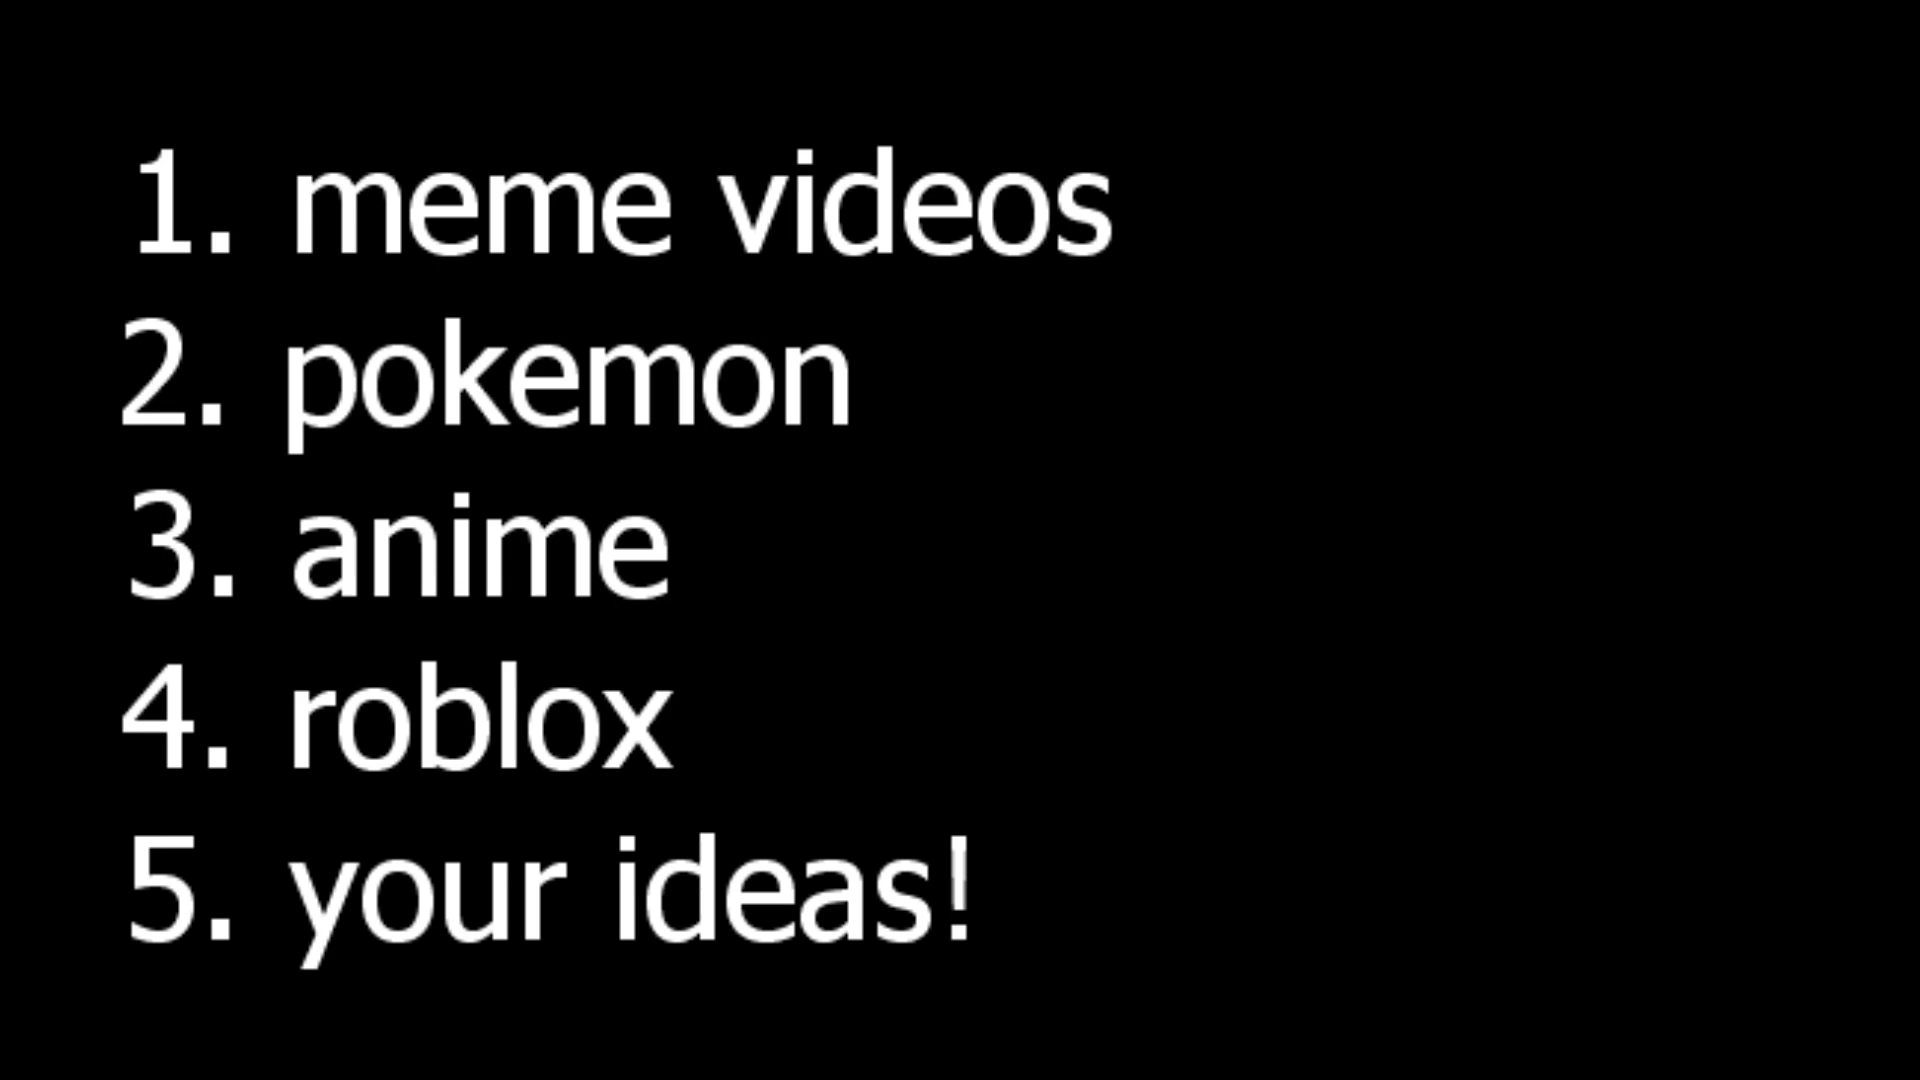 1. meme videos
2. pokemon
3. anime
4. roblox
5. your ideas!